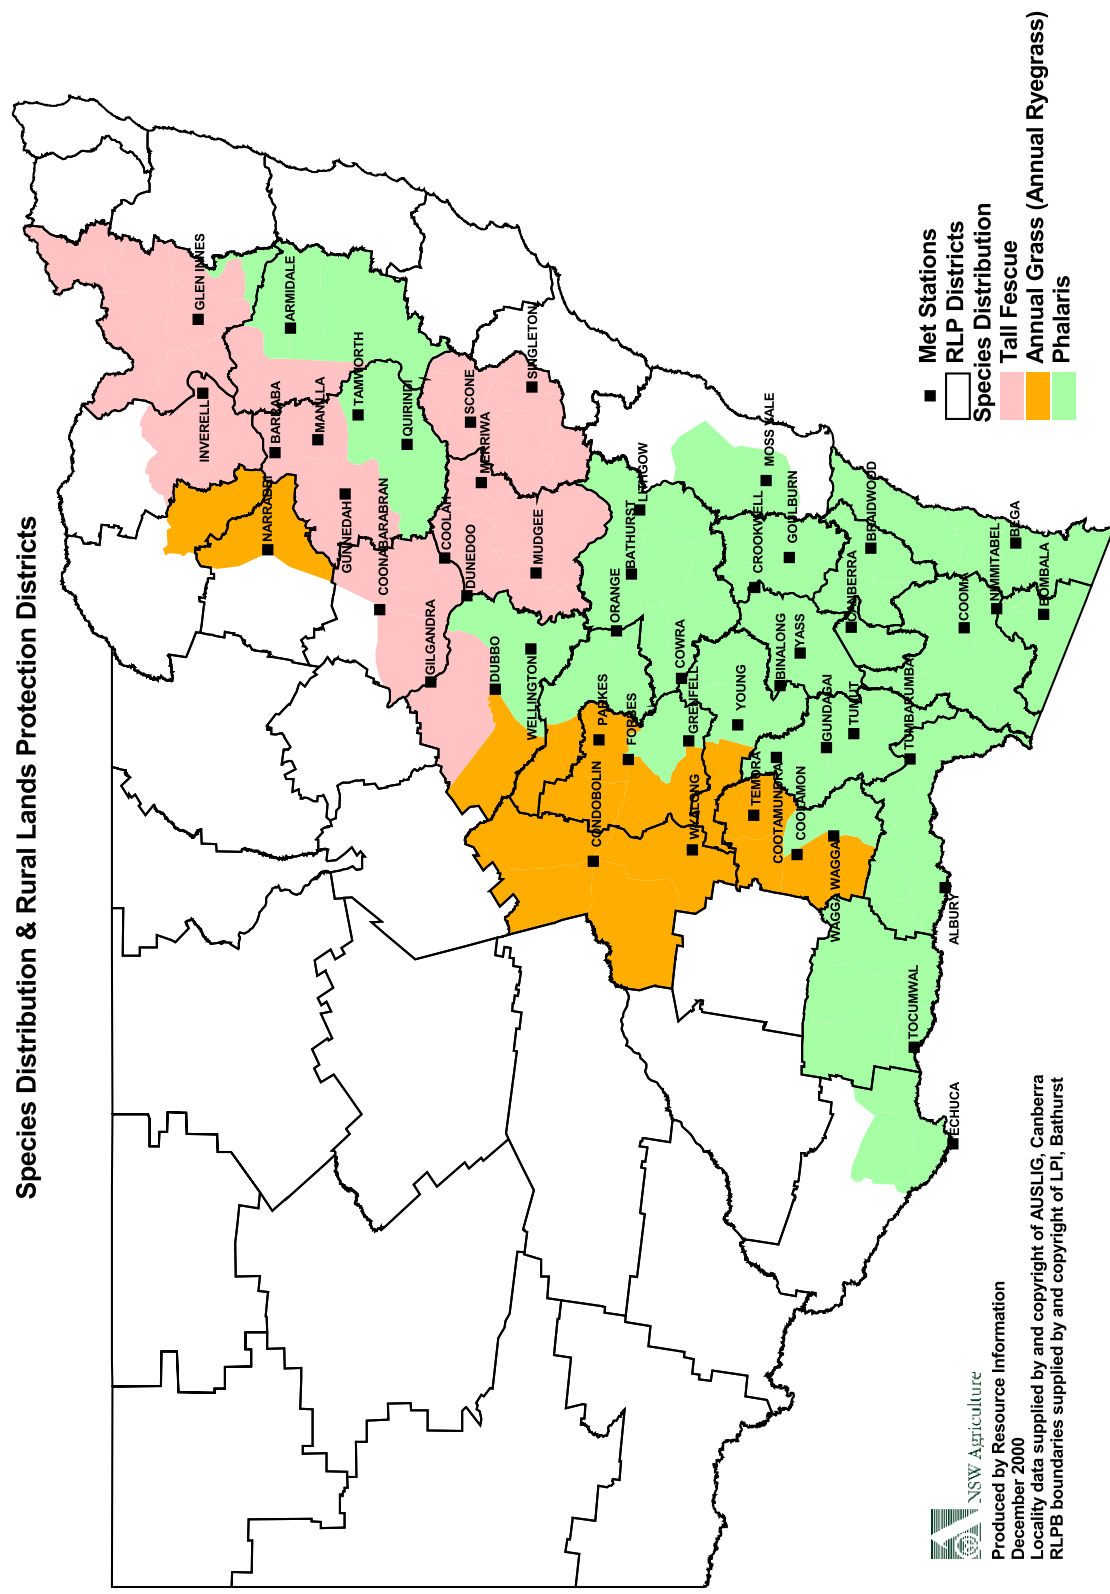 Species Distribution & Rural Lands Protection Districts
GLEN INNES
INVERELL
ARMIDALE
BARRABA
MANILLA
NARRABRI
TAMWORTH
GUNNEDAH
QUIRINDI
COONABARABRAN
SCONE
MERRIWA
SINGLETON
COOLAH
DUNEDOO
MUDGEE
GILGANDRA
DUBBO
WELLINGTON
LITHGOW
BATHURST
ORANGE
MOSS VALE
CROOKWELL
GOULBURN
COWRA
PARKES
FORBES
GRENFELL
CONDOBOLIN
WYALONG
YOUNG
BINALONG
YASS
BRAIDWOOD
CANBERRA
TEMORA
COOTAMUNDRA
COOLAMON
GUNDAGAI
TUMUT
WAGGA WAGGA
TUMBARUMBA
COOMA
NIMMITABEL
BEGA
BOMBALA
ALBURY
TOCUMWAL
ECHUCA
Met Stations
RLP Districts
Species Distribution
Tall Fescue
Annual Grass (Annual Ryegrass)
Phalaris
NSW Agriculture
Produced by Resource Information
December 2000
Locality data supplied by and copyright of AUSLIG, Canberra
RLPB boundaries supplied by and copyright of LPI, Bathurst